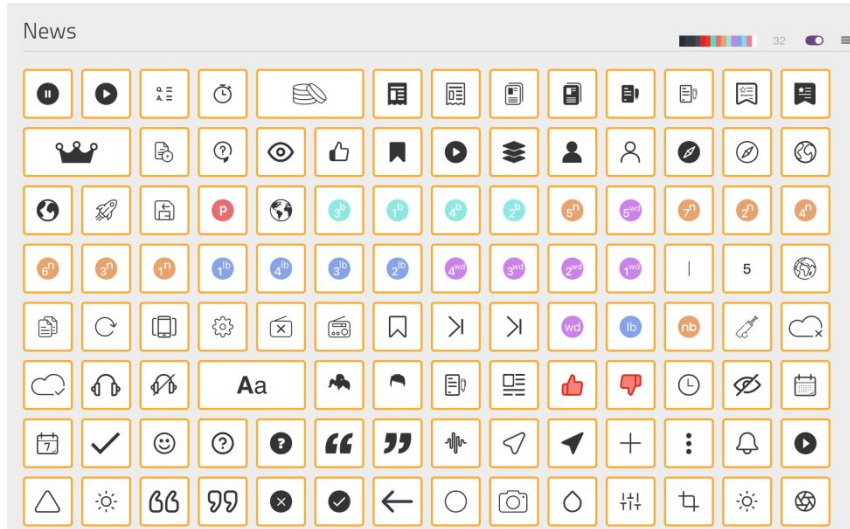 News
32
Q. A.
P
3b 1b 4b 2b 5n 5wd 7n 2n 4n
6n 3n 1n 1lb 4lb 3lb 2lb 4wd 3wd 2wd 1wd 5
wd lb nb
Aa
7